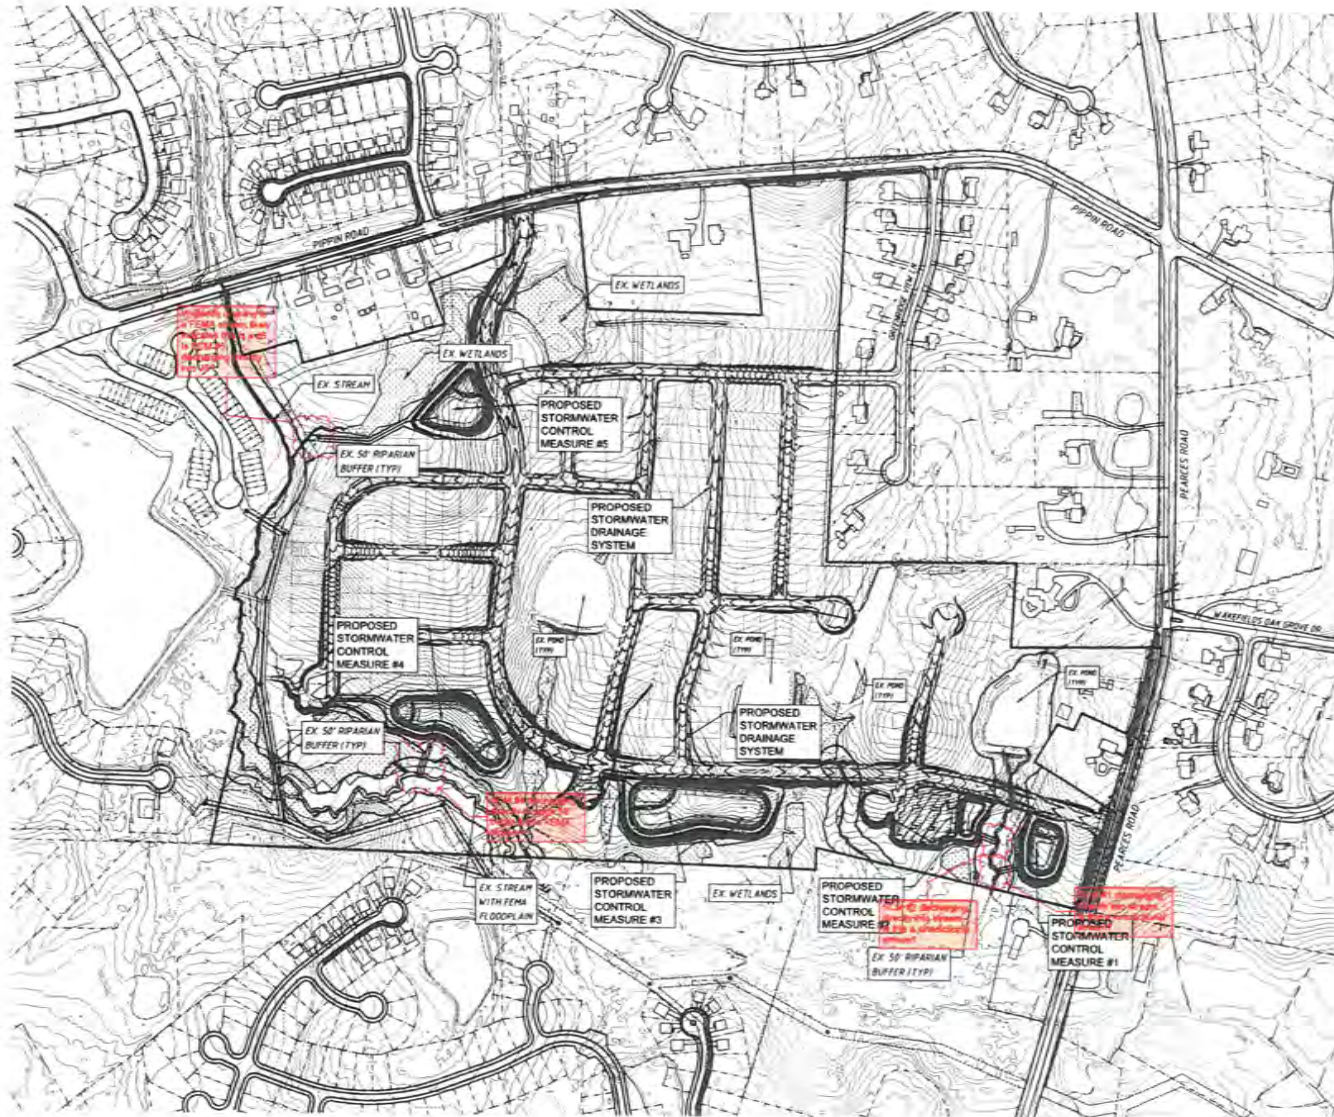 PIPPIN ROAD
PIPPIN ROAD
EX. WETLANDS
EX. WETLANDS
EX. STREAM
PROPOSED
STORMWATER
CONTROL
MEASURE #5
EX. 50' RIPARIAN
BUFFER (TYP)
PEARCES ROAD
PROPOSED
STORMWATER
DRAINAGE
SYSTEM
WAKEFIELDS OAK GROVE DR.
PROPOSED
STORMWATER
CONTROL
MEASURE #4
EX. POND
(TYP)
EX. POND
(TYP)
EX. POND
(TYP)
EX. POND
(TYP)
PROPOSED
STORMWATER
DRAINAGE
SYSTEM
EX. 50' RIPARIAN
BUFFER (TYP)
PEARCES ROAD
EX. STREAM
WITH FEMA
FLOODPLAIN
PROPOSED
STORMWATER
CONTROL
MEASURE #3
EX. WETLANDS
PROPOSED
STORMWATER
CONTROL
EX. 50' RIPARIAN
BUFFER (TYP)
PROPOSED
STORMWATER
CONTROL
MEASURE #1